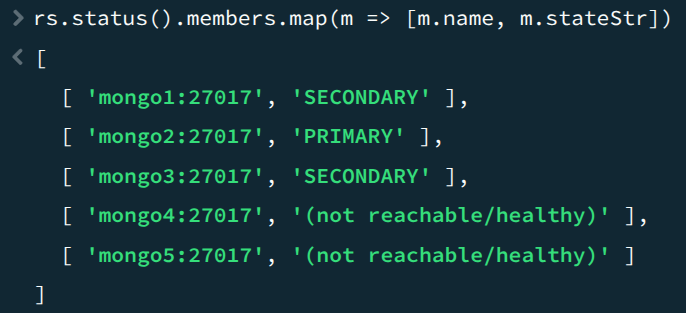 > rs.status().members.map(m => [m.name, m.stateStr])
< [
[ 'mongo1:27017', 'SECONDARY' ],
[ 'mongo2:27017', 'PRIMARY' ],
[ 'mongo3:27017', 'SECONDARY' ],
[ 'mongo4:27017', '(not reachable/healthy)' ],
[ 'mongo5:27017', '(not reachable/healthy)' ]
]